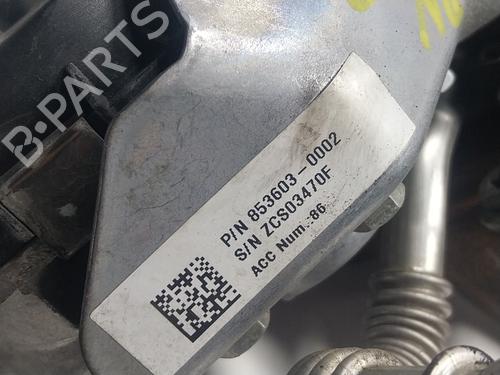 B-PARTS
P/N 853603-0002
S/N ZCS03470F
ACC Num.:86